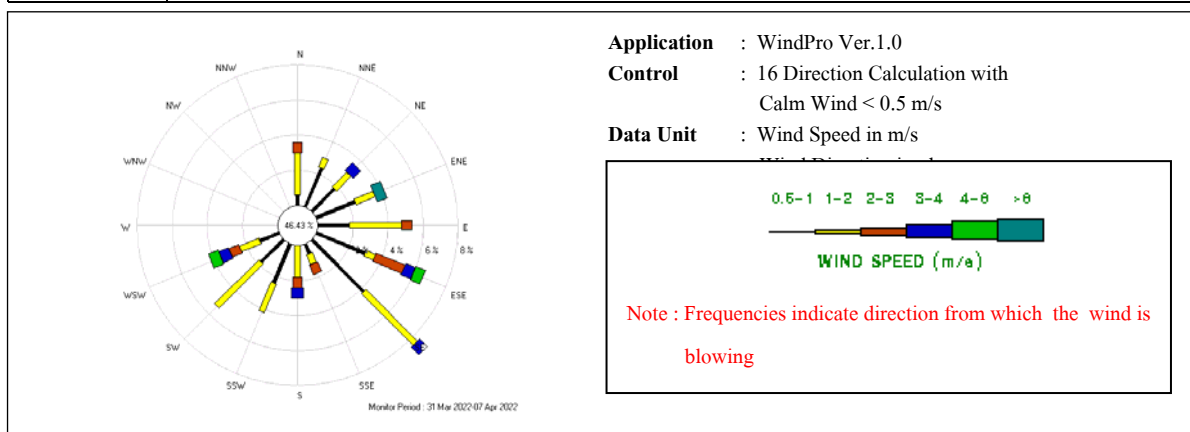 N
NNW
NNE
NW
NE
WNW
ENE
W
46.43 %
E
4 %
6 %
8 %
WSW
ESE
SW
SSW
SSE
S
Monitor Period : 31 Mar 2022-07 Apr 2022
Application : WindPro Ver.1.0
Control : 16 Direction Calculation with
Calm Wind < 0.5 m/s
Data Unit : Wind Speed in m/s
0.5-1 1-2 2-3 3-4 4-8 >8
WIND SPEED (m/s)
Note : Frequencies indicate direction from which the wind is
blowing